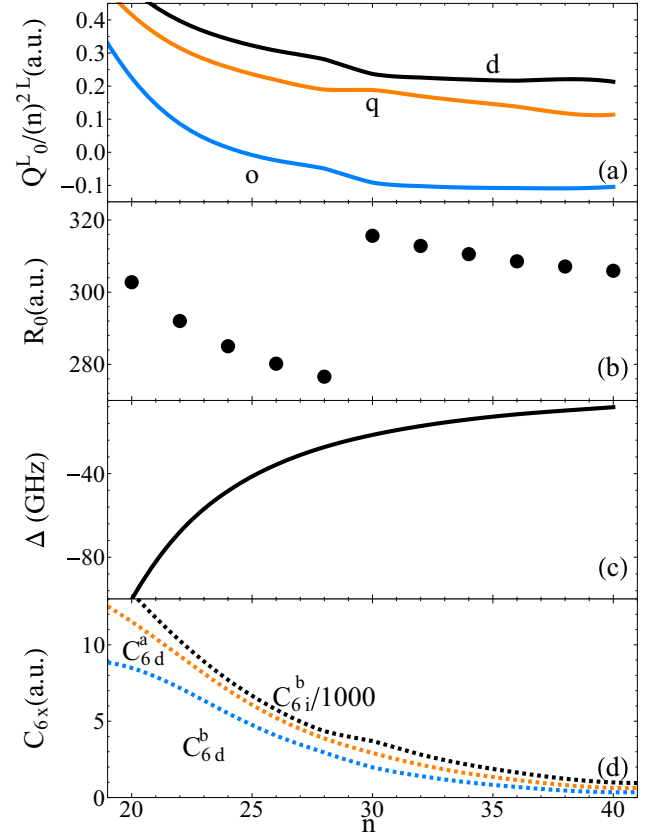 Q^L_0/(n)^2L(a.u.)
0.4
0.3
0.2
0.1
0.0
−0.1
d
q
o
(a)
R_0(a.u.)
320
300
280
(b)
Δ (GHz)
−40
−80
(c)
C_6x(a.u.)
10
5
0
C^a_6d
C^b_6i/1000
C^b_6d
(d)
20 25 30 35 40
n